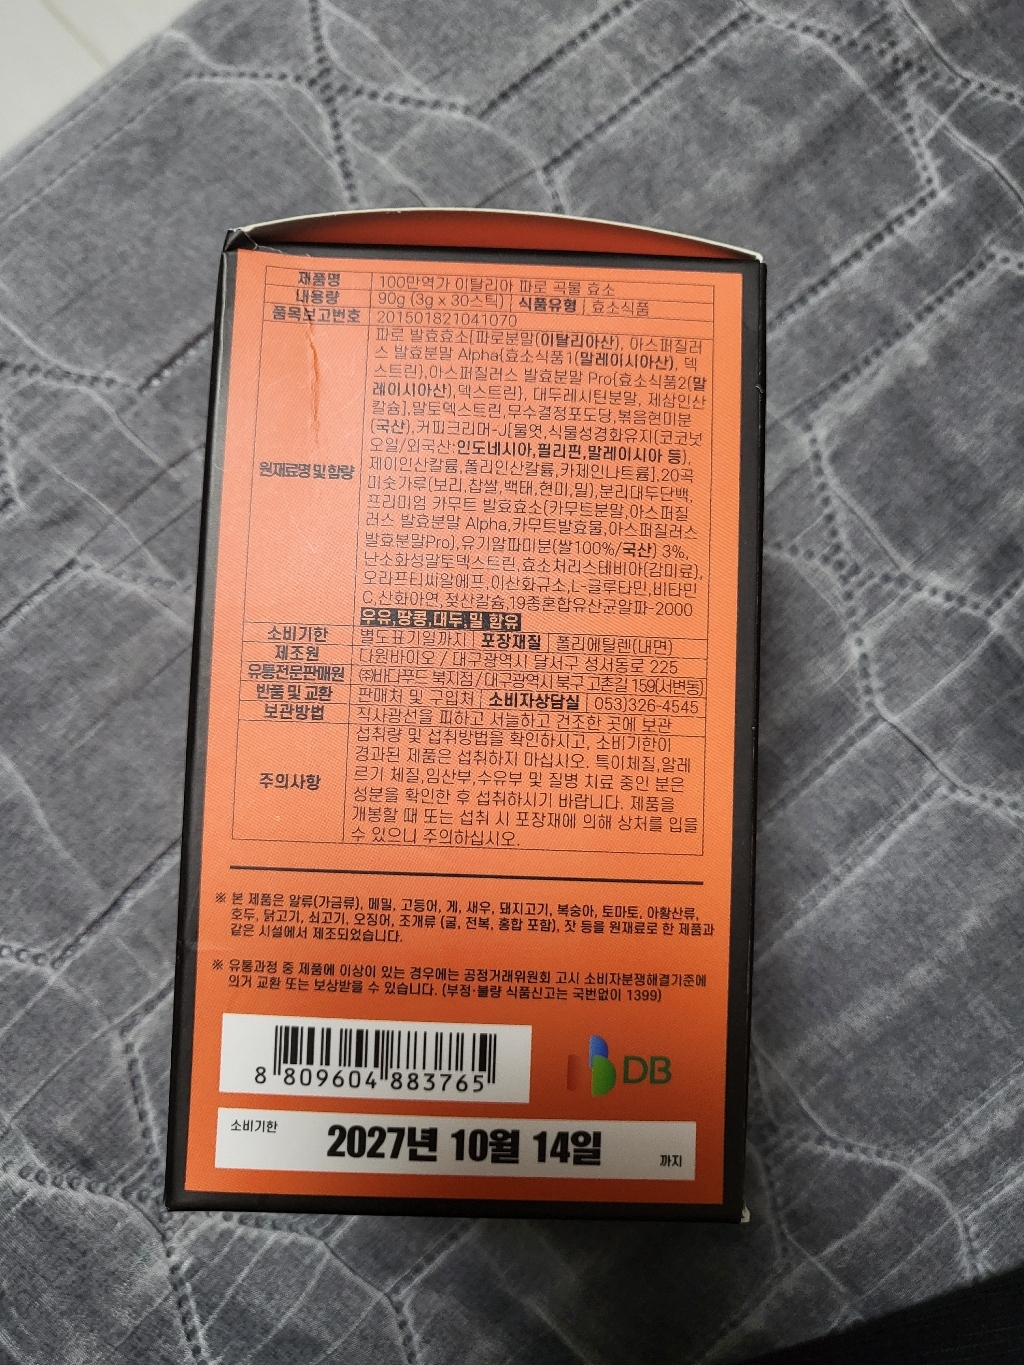 제품명 100만역가 이탈리아 파로 곡물 효소
내용량 90g (3g x 30스틱) 식품유형 효소식품
품목보고번호 201501821041070
원재료명 및 함량
파로 발효효소[파로분말(이탈리아산), 아스퍼질러
스 발효분말 Alpha{효소식품1(말레이시아산), 덱
스트린},아스퍼질러스 발효분말 Pro{효소식품2(말
레이시아산),덱스트린}, 대두레시틴분말, 제삼인산
칼슘],말토덱스트린,무수결정포도당,볶음현미분
(국산),커피크리머-J[물엿,식물성경화유지(코코넛
오일/외국산:인도네시아,필리핀,말레이시아 등),
제이인산칼륨,폴리인산칼륨,카제인나트륨],20곡
미숫가루(보리,찹쌀,백태,현미,밀),분리대두단백,
프리미엄 카무트 발효효소(카무트분말,아스퍼질
러스 발효분말 Alpha,카무트발효물,아스퍼질러스
발효분말Pro),유기알파미분(쌀100%/국산) 3%,
난소화성말토덱스트린,효소처리스테비아(감미료),
오라프티씨알에프,이산화규소,L-글루타민,비타민
C,산화아연,젖산칼슘,19종혼합유산균알파-2000
우유,땅콩,대두,밀 함유
소비기한 별도표기일까지 포장재질 폴리에틸렌(내면)
제조원 다원바이오 / 대구광역시 달서구 성서동로 225
유통전문판매원 ㈜바다푸드 북지점/대구광역시 북구 고촌길 159(서변동)
반품 및 교환 판매처 및 구입처 소비자상담실 053)326-4545
보관방법 직사광선을 피하고 서늘하고 건조한 곳에 보관
주의사항
섭취량 및 섭취방법을 확인하시고, 소비기한이
경과된 제품은 섭취하지 마십시오. 특이체질,알레
르기 체질,임산부,수유부 및 질병 치료 중인 분은
성분을 확인한 후 섭취하시기 바랍니다. 제품을
개봉할 때 또는 섭취 시 포장재에 의해 상처를 입을
수 있으니 주의하십시오.
※ 본 제품은 알류(가금류), 메밀, 고등어, 게, 새우, 돼지고기, 복숭아, 토마토, 아황산류,
호두, 닭고기, 쇠고기, 오징어, 조개류 (굴, 전복, 홍합 포함), 잣 등을 원재료로 한 제품과
같은 시설에서 제조되었습니다.
※ 유통과정 중 제품에 이상이 있는 경우에는 공정거래위원회 고시 소비자분쟁해결기준에
의거 교환 또는 보상받을 수 있습니다. (부정·불량 식품신고는 국번없이 1399)
8 809604 883765
DB
소비기한 2027년 10월 14일 까지